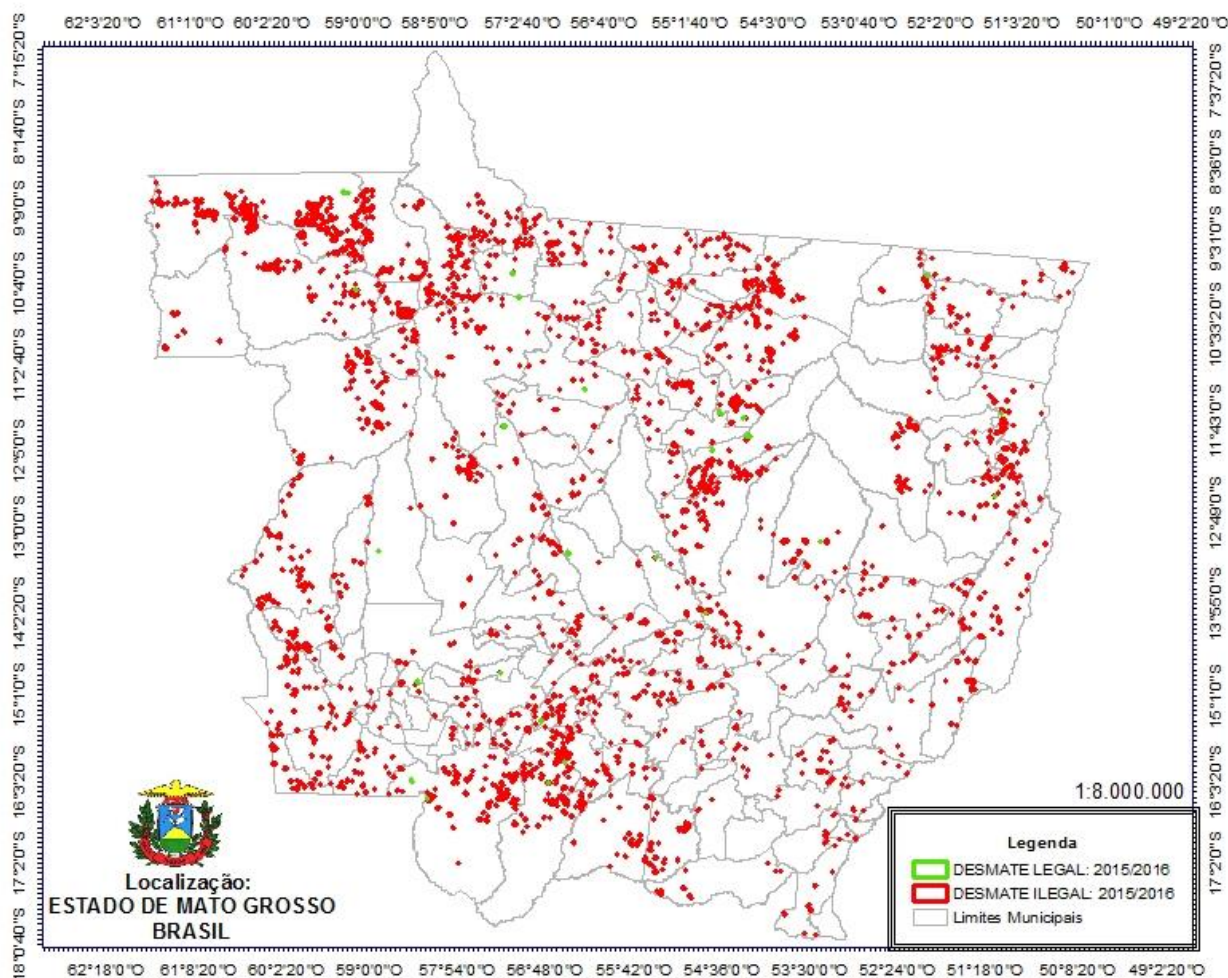 62°3'20"O 61°1'0"O 60°2'20"O 59°0'0"O 58°5'0"O 57°2'40"O 56°4'0"O 55°1'40"O 54°3'0"O 53°0'40"O 52°2'20"O 51°3'20"O 50°1'0"O 49°2'20"O
7°15'20"S
8°14'0"S
9°9'0"S
10°4'0"S
11°2'40"S
12°5'0"S
13°0'0"S
14°2'20"S
15°1'0"S
16°3'20"S
17°2'0"S
18°0'40"S
7°37'20"S
8°36'0"S
9°31'0"S
10°33'20"S
11°43'0"S
12°48'0"S
13°55'0"S
15°1'0"S
16°3'20"S
17°2'0"S
1:8.000.000
Localização:
ESTADO DE MATO GROSSO
BRASIL
Legenda
DESMATE LEGAL: 2015/2016
DESMATE ILEGAL: 2015/2016
Limites Municipais
62°18'0"O 61°8'20"O 60°2'20"O 59°0'0"O 57°54'0"O 56°48'0"O 55°42'0"O 54°36'0"O 53°30'0"O 52°24'0"O 51°18'0"O 50°8'20"O 49°2'20"O